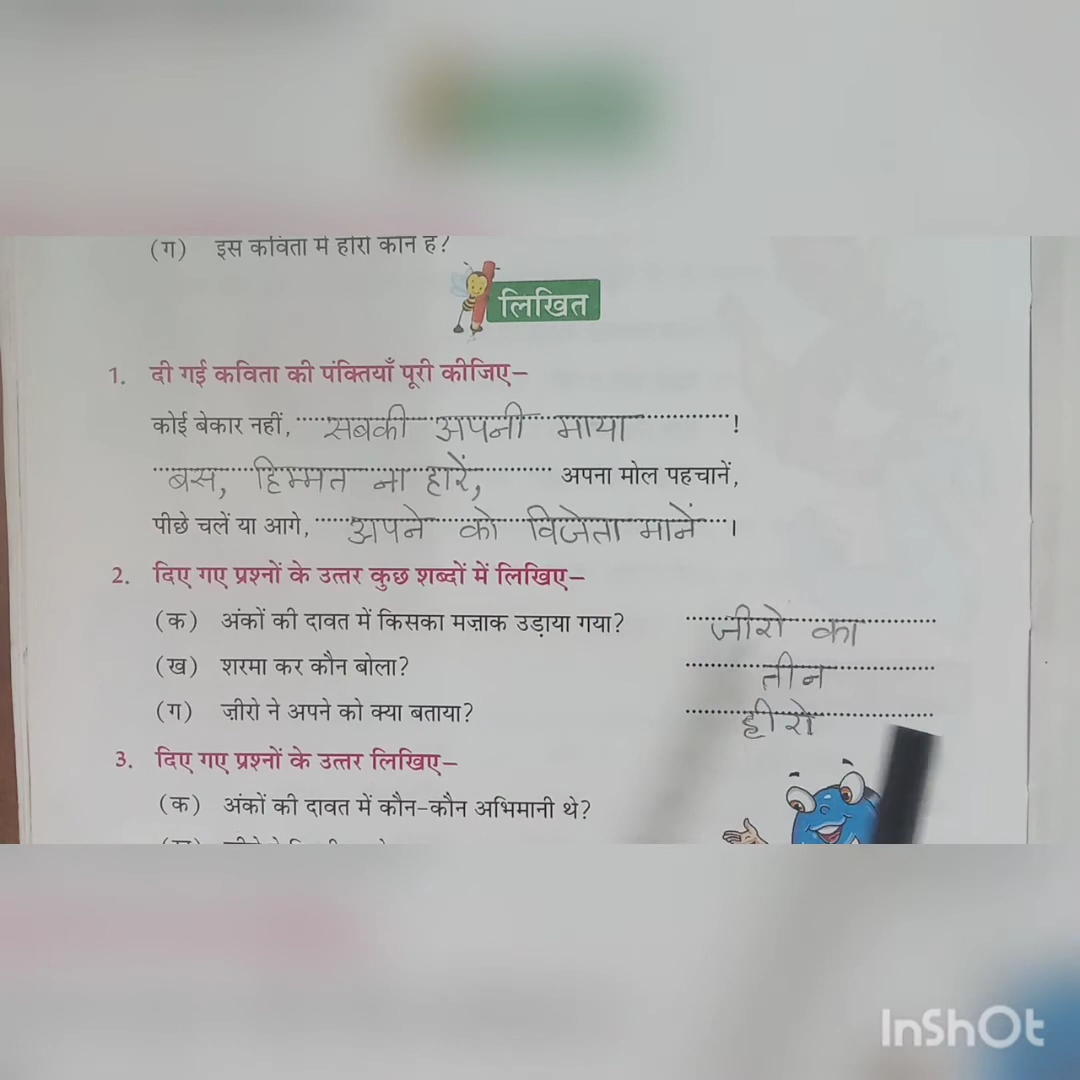 (ग) इस कविता में हीरो कौन है?
लिखित
1. दी गई कविता की पंक्तियाँ पूरी कीजिए–
कोई बेकार नहीं, सबकी अपनी माया !
बस, हिम्मत ना हारें, अपना मोल पहचानें,
पीछे चलें या आगे, अपने को विजेता मानें ।
2. दिए गए प्रश्नों के उत्तर कुछ शब्दों में लिखिए–
(क) अंकों की दावत में किसका मज़ाक उड़ाया गया? जीरो का
(ख) शरमा कर कौन बोला? तीन
(ग) ज़ीरो ने अपने को क्या बताया? हीरो
3. दिए गए प्रश्नों के उत्तर लिखिए–
(क) अंकों की दावत में कौन-कौन अभिमानी थे?
InShOt